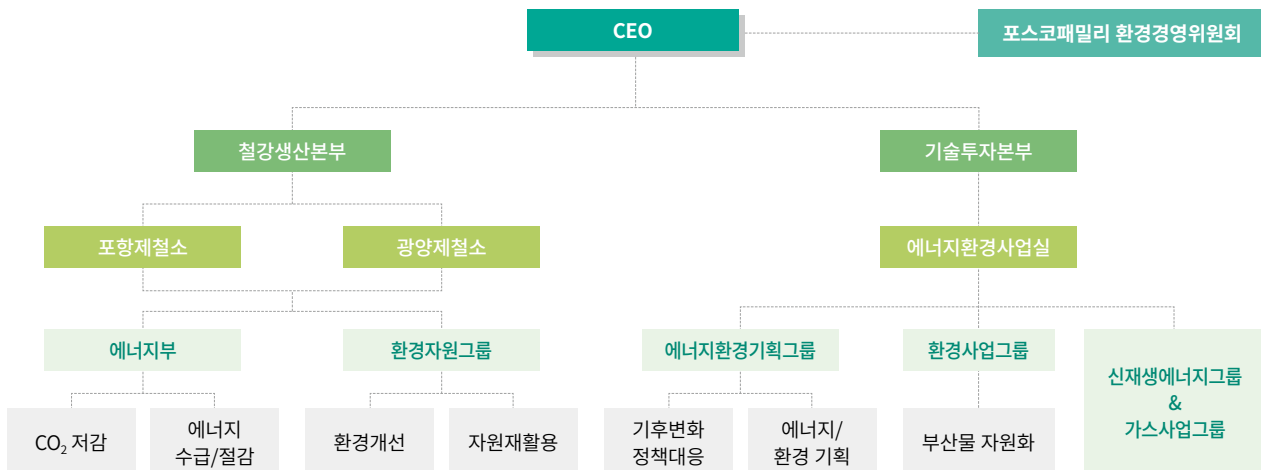 CEO
포스코패밀리 환경경영위원회
철강생산본부
기술투자본부
포항제철소
광양제철소
에너지환경사업실
에너지부
환경자원그룹
에너지환경기획그룹
환경사업그룹
신재생에너지그룹
&
가스사업그룹
CO₂ 저감
에너지
수급/절감
환경개선
자원재활용
기후변화
정책대응
에너지/
환경 기획
부산물 자원화